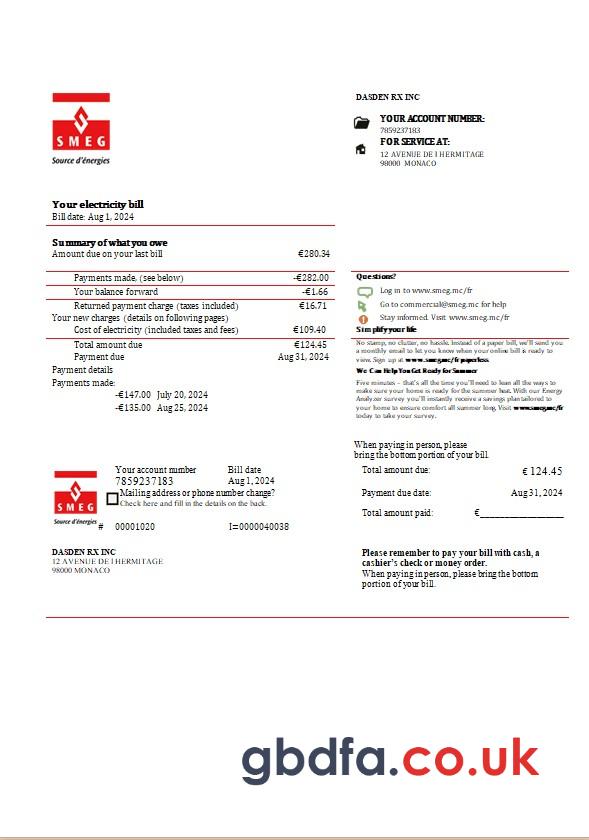 SMEG
Source d'énergies
DASDEN RX INC
YOUR ACCOUNT NUMBER:
7859237183
FOR SERVICE AT:
12 AVENUE DE l HERMITAGE
98000 MONACO
Your electricity bill
Bill date: Aug 1, 2024
Summary of what you owe
Amount due on your last bill €280.34
Payments made, (see below) -€282.00
Your balance forward -€1.66
Returned payment charge (taxes included) €16.71
Your new charges (details on following pages)
Cost of electricity (included taxes and fees) €109.40
Total amount due €124.45
Payment due Aug 31, 2024
Payment details
Payments made:
-€147.00 July 20, 2024
-€135.00 Aug 25, 2024
Questions?
Log in to www.smeg.mc/fr
Go to commercial@smeg.mc for help
Stay informed. Visit www.smeg.mc/fr
Simplify your life
No stamp, no clutter, no hassle. Instead of a paper bill, we'll send you
a monthly email to let you know when your online bill is ready to
view. Sign up at www.smeg.mc/fr paperless.
We Can Help You Get Ready for Summer
Five minutes – that's all the time you'll need to lean all the ways to
make sure your home is ready for the summer heat. With our Energy
Analyzer survey you'll instantly receive a savings plan tailored to
your home to ensure comfort all summer long. Visit www.smeg.mc/fr
today to take your survey.
When paying in person, please
bring the bottom portion of your bill.
SMEG
Source d'énergies
Your account number Bill date
7859237183 Aug 1, 2024
Mailing address or phone number change?
Check here and fill in the details on the back.
# 00001020 I=0000040038
Total amount due: € 124.45
Payment due date: Aug 31, 2024
Total amount paid: €_________________
DASDEN RX INC
12 AVENUE DE l HERMITAGE
98000 MONACO
Please remember to pay your bill with cash, a
cashier's check or money order.
When paying in person, please bring the bottom
portion of your bill.
gbdfa.co.uk